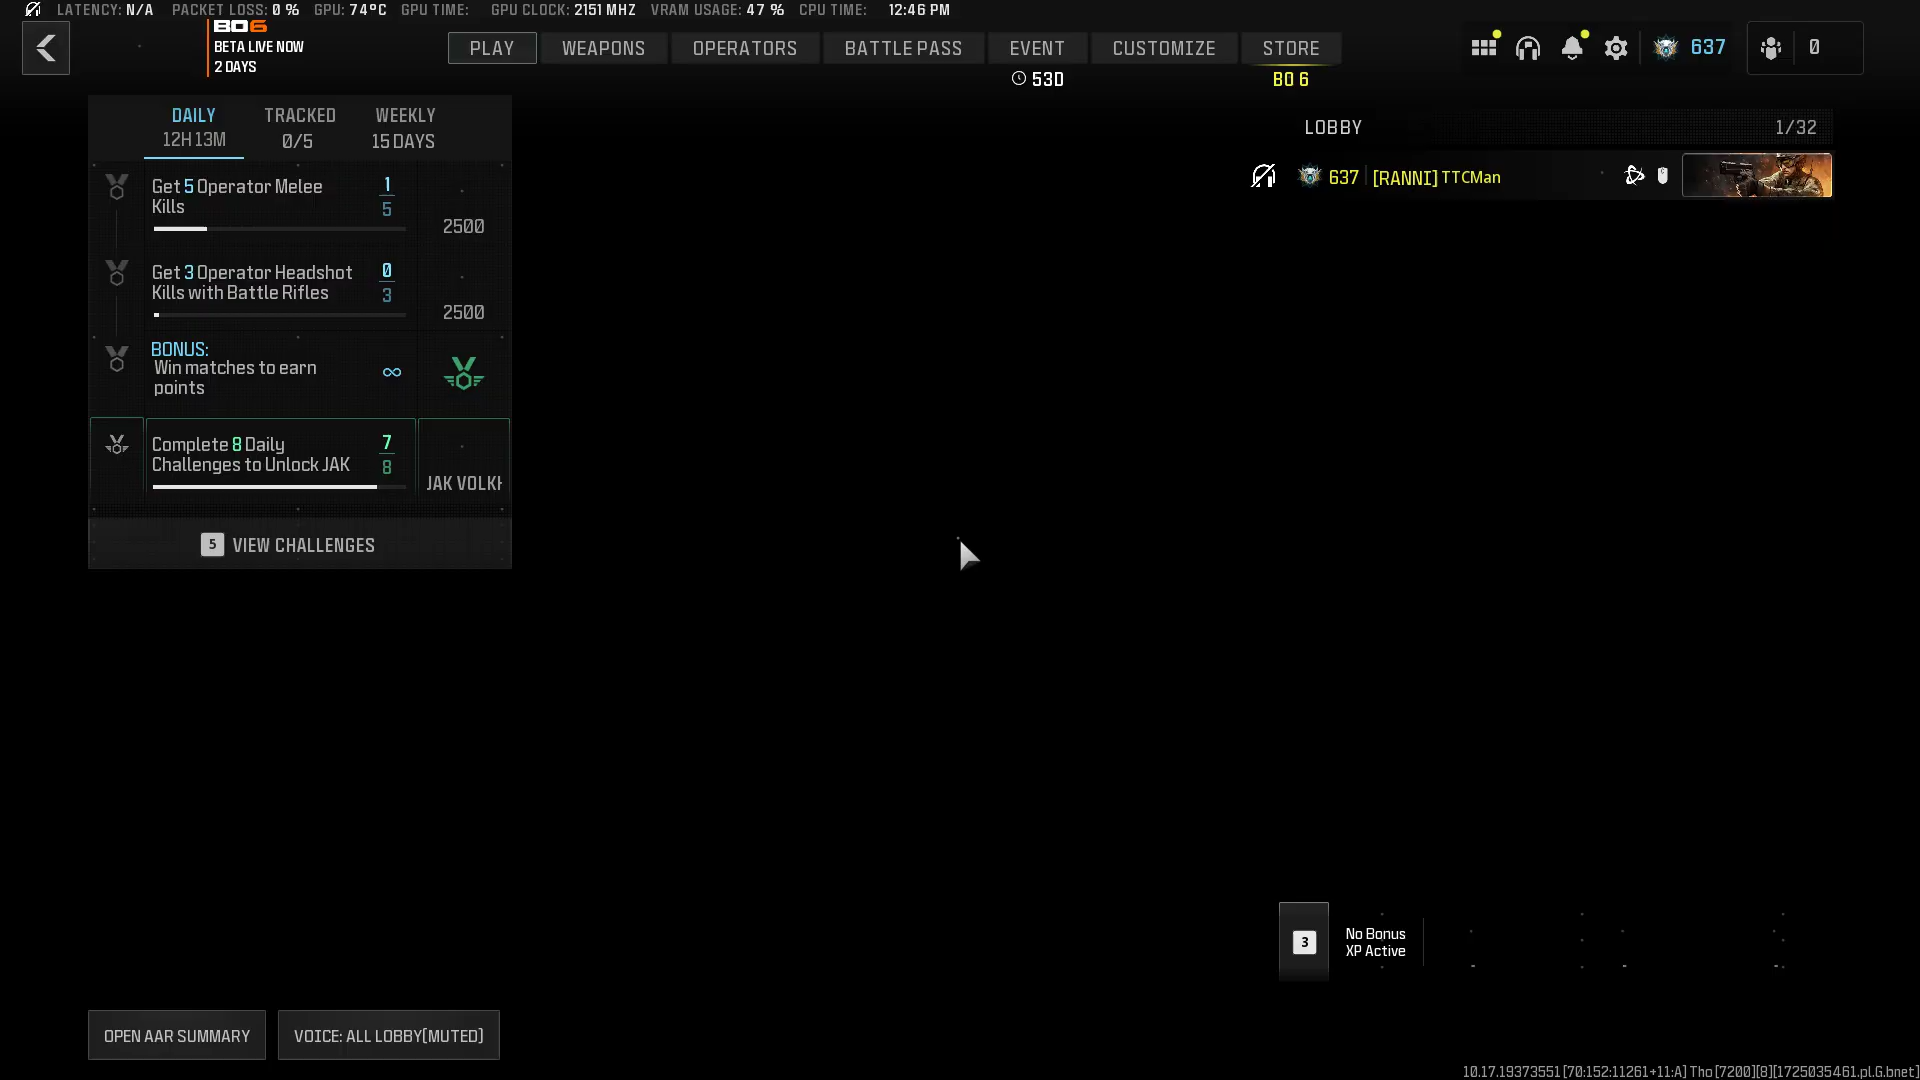 LATENCY: N/A PACKET LOSS: 0 % GPU: 74°C GPU TIME: GPU CLOCK: 2151 MHZ VRAM USAGE: 47 % CPU TIME: 12:46 PM
BO6
BETA LIVE NOW
2 DAYS
PLAY WEAPONS OPERATORS BATTLE PASS EVENT CUSTOMIZE STORE
637 0
53D BO 6
DAILY TRACKED WEEKLY
12H 13M 0/5 15 DAYS
Get 5 Operator Melee
Kills
1
5
2500
Get 3 Operator Headshot
Kills with Battle Rifles
0
3
2500
BONUS:
Win matches to earn
points
∞
Complete 8 Daily
Challenges to Unlock JAK
7
8
JAK VOLKH
5 VIEW CHALLENGES
LOBBY 1/32
637 [RANNI] TTCMan
3
No Bonus
XP Active
OPEN AAR SUMMARY VOICE: ALL LOBBY[MUTED]
10.17.19373551 [70:152:11261+11:A] Tho [7200][8][1725035461.pl.G.bnet]